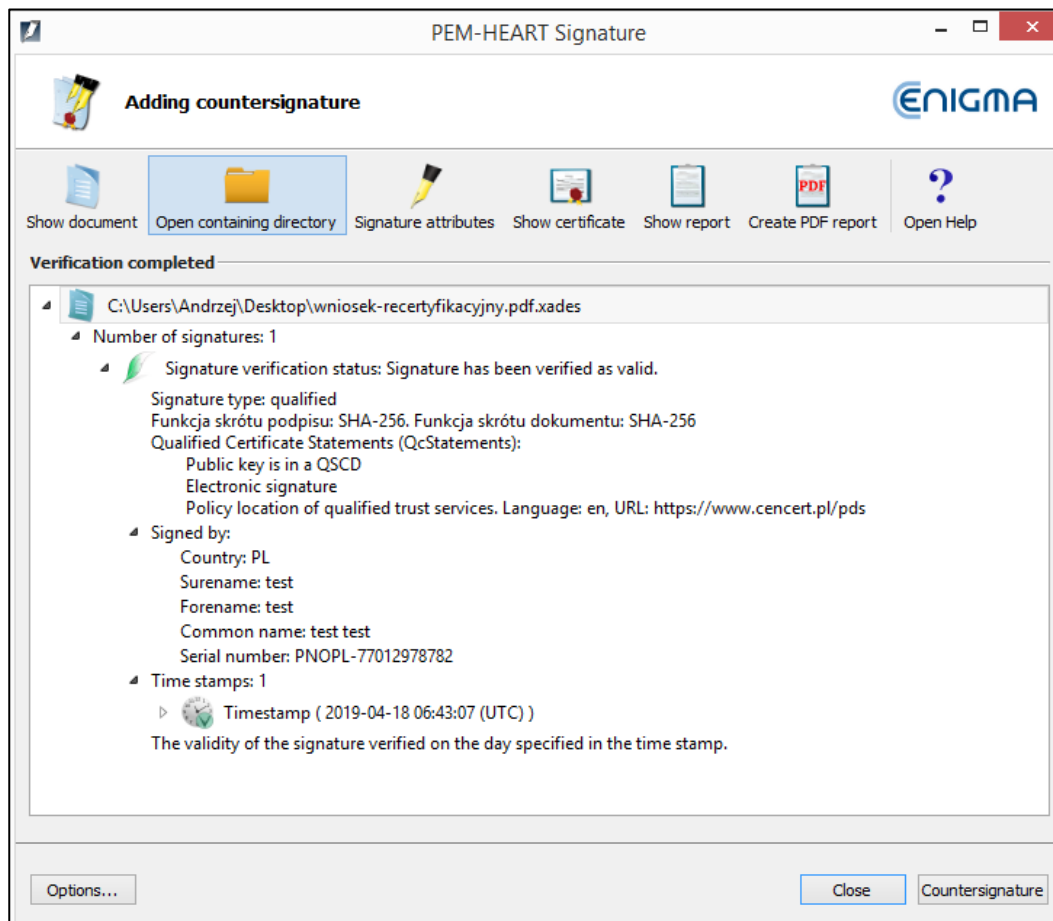 PEM-HEART Signature
Adding countersignature
ENIGMA
Show document
Open containing directory
Signature attributes
Show certificate
Show report
PDF
Create PDF report
?
Open Help
Verification completed
C:\Users\Andrzej\Desktop\wniosek-recertyfikacyjny.pdf.xades
Number of signatures: 1
Signature verification status: Signature has been verified as valid.
Signature type: qualified
Funkcja skrótu podpisu: SHA-256. Funkcja skrótu dokumentu: SHA-256
Qualified Certificate Statements (QcStatements):
Public key is in a QSCD
Electronic signature
Policy location of qualified trust services. Language: en, URL: https://www.cencert.pl/pds
Signed by:
Country: PL
Surename: test
Forename: test
Common name: test test
Serial number: PNOPL-77012978782
Time stamps: 1
Timestamp ( 2019-04-18 06:43:07 (UTC) )
The validity of the signature verified on the day specified in the time stamp.
Options...
Close
Countersignature